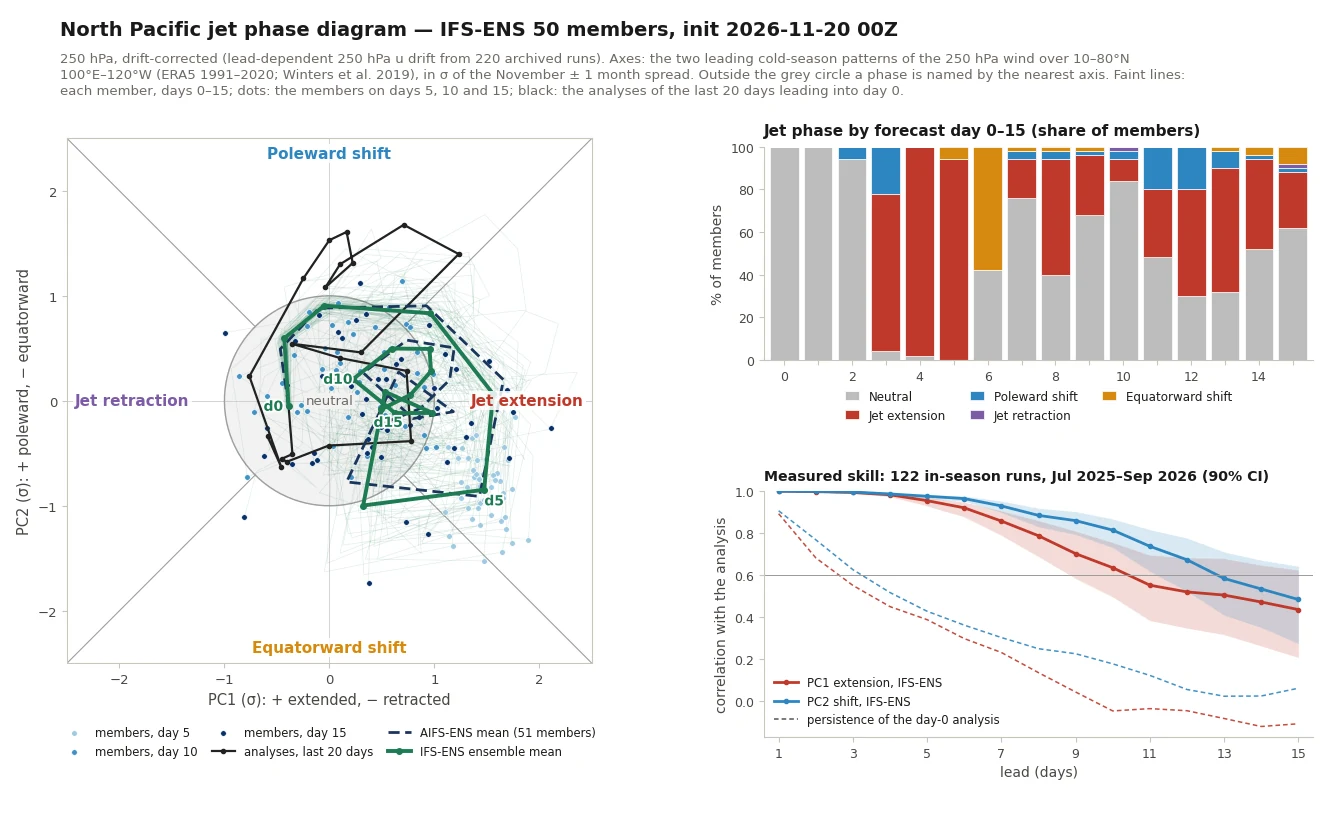 North Pacific jet phase diagram — IFS-ENS 50 members, init 2026-11-20 00Z
250 hPa, drift-corrected (lead-dependent 250 hPa u drift from 220 archived runs). Axes: the two leading cold-season patterns of the 250 hPa wind over 10–80°N
100°E–120°W (ERA5 1991–2020; Winters et al. 2019), in σ of the November ± 1 month spread. Outside the grey circle a phase is named by the nearest axis. Faint lines:
each member, days 0–15; dots: the members on days 5, 10 and 15; black: the analyses of the last 20 days leading into day 0.
Poleward shift
Jet retraction
neutral
Jet extension
Equatorward shift
d0
d10
d15
d5
2
1
0
−1
−2
−2
−1
0
1
2
PC2 (σ): + poleward, − equatorward
PC1 (σ): + extended, − retracted
members, day 5
members, day 10
members, day 15
analyses, last 20 days
AIFS-ENS mean (51 members)
IFS-ENS ensemble mean
Jet phase by forecast day 0–15 (share of members)
100
80
60
40
20
0
% of members
0
2
4
6
8
10
12
14
Neutral
Jet extension
Poleward shift
Jet retraction
Equatorward shift
Measured skill: 122 in-season runs, Jul 2025–Sep 2026 (90% CI)
1.0
0.8
0.6
0.4
0.2
0.0
correlation with the analysis
PC1 extension, IFS-ENS
PC2 shift, IFS-ENS
persistence of the day-0 analysis
1
3
5
7
9
11
13
15
lead (days)